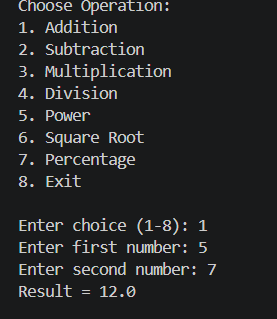 Choose Operation:
1. Addition
2. Subtraction
3. Multiplication
4. Division
5. Power
6. Square Root
7. Percentage
8. Exit
Enter choice (1-8): 1
Enter first number: 5
Enter second number: 7
Result = 12.0